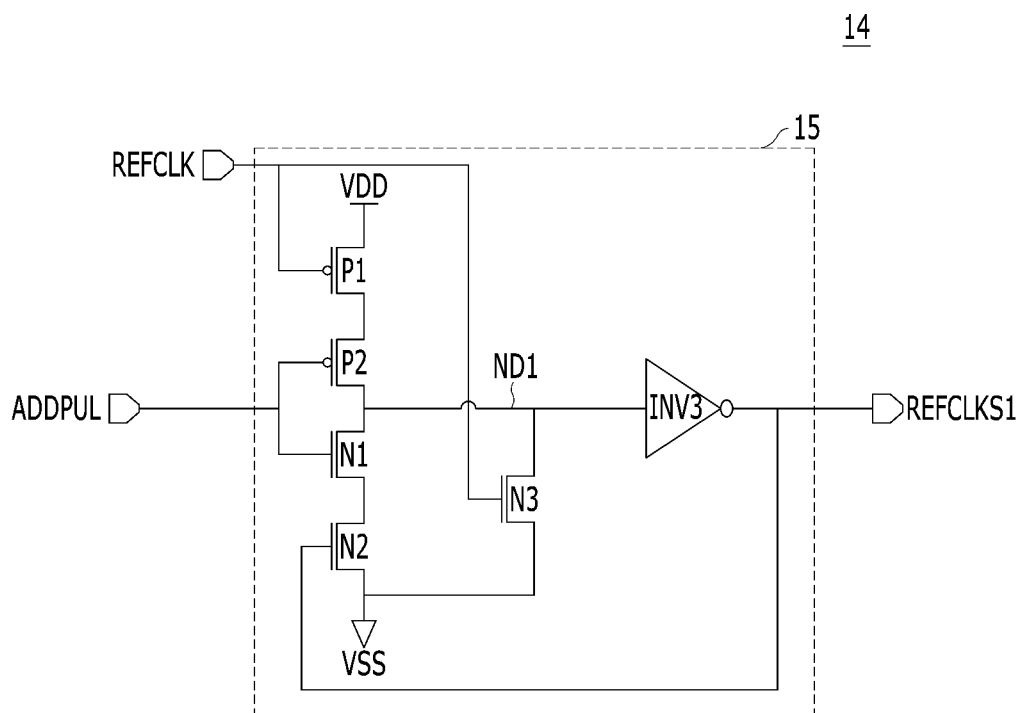 14
15
REFCLK
VDD
P1
P2
ND1
ADDPUL
INV3
REFCLKS1
N1
N3
N2
VSS